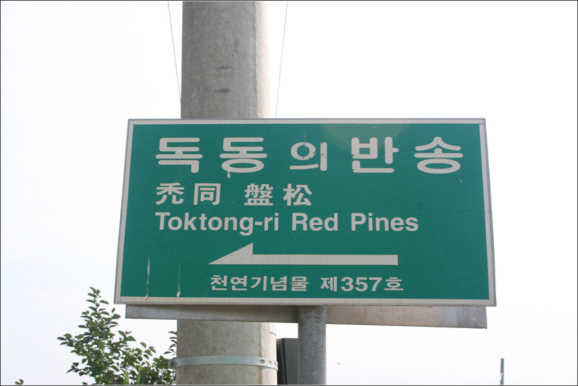 독동의반송
禿同 盤松
Toktong-ri Red Pines
천연기념물 제357호